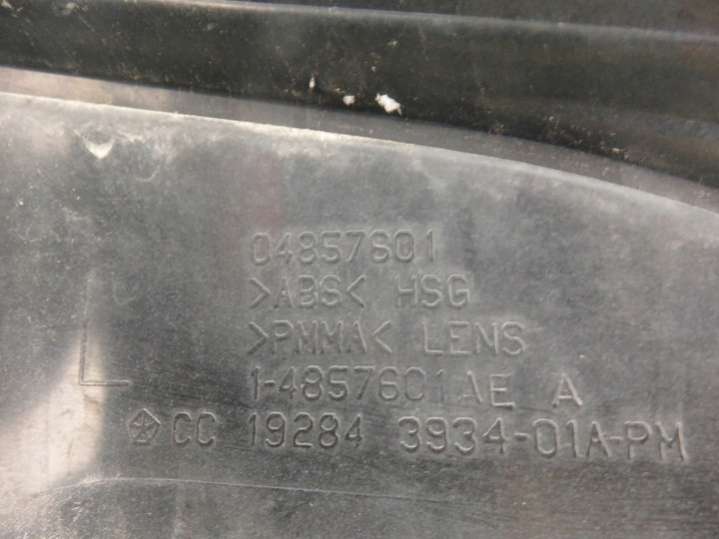 04857601
>ABS< HSG
>PMMA< LENS
1-4857601AE A
L
CC 19284 3934-01A-PM